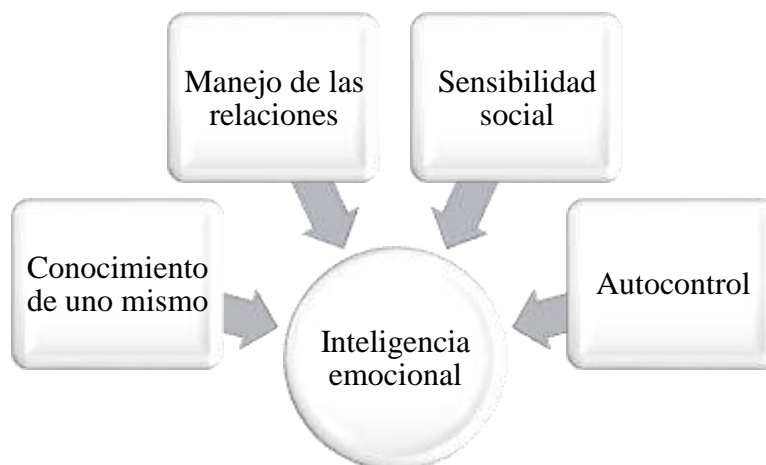 Manejo de las
relaciones
Sensibilidad
social
Conocimiento
de uno mismo
Autocontrol
Inteligencia
emocional